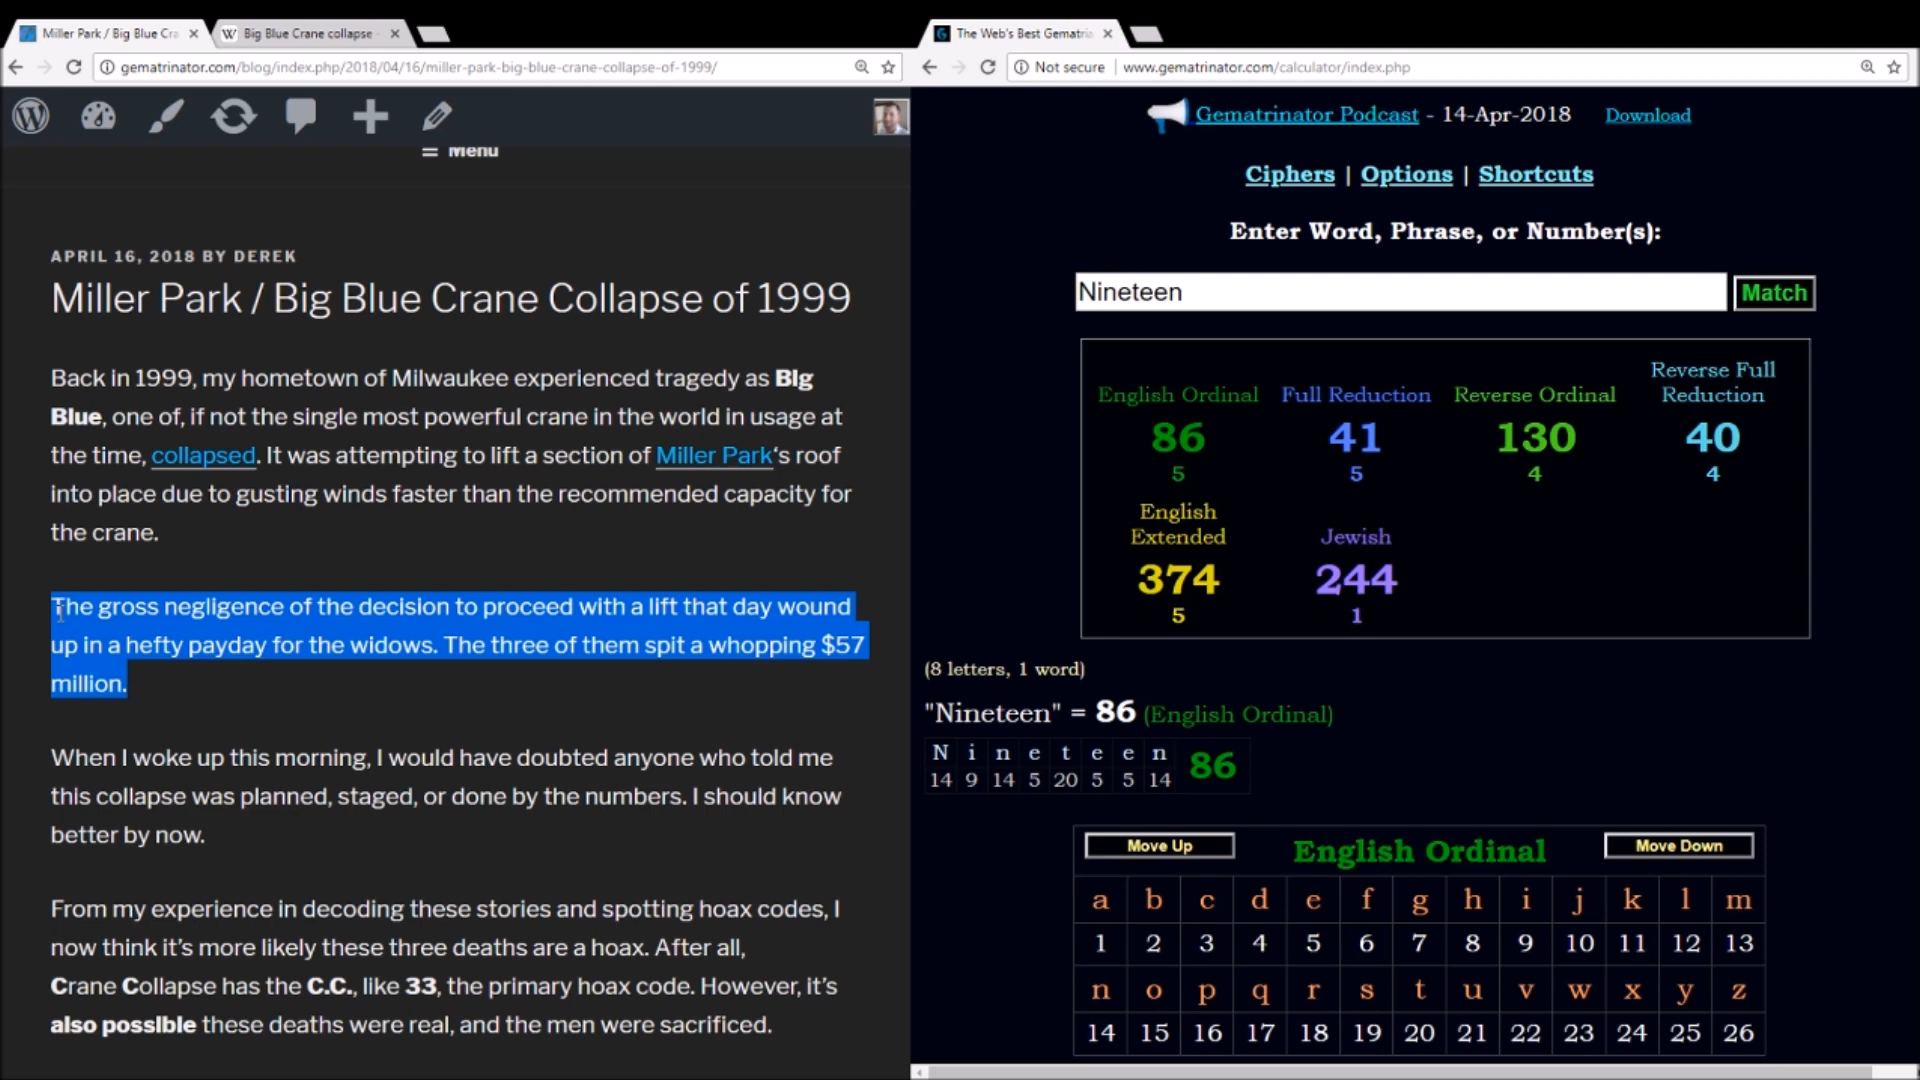 Miller Park / Big Blue Cra
Big Blue Crane collapse
gematrinator.com/blog/index.php/2018/04/16/miller-park-big-blue-crane-collapse-of-1999/
Menu
APRIL 16, 2018 BY DEREK
Miller Park / Big Blue Crane Collapse of 1999
Back in 1999, my hometown of Milwaukee experienced tragedy as BIg
Blue, one of, if not the single most powerful crane in the world in usage at
the time, collapsed. It was attempting to lift a section of Miller Park‘s roof
into place due to gusting winds faster than the recommended capacity for
the crane.
The gross negligence of the decision to proceed with a lift that day wound
up in a hefty payday for the widows. The three of them spit a whopping $57
million.
When I woke up this morning, I would have doubted anyone who told me
this collapse was planned, staged, or done by the numbers. I should know
better by now.
From my experience in decoding these stories and spotting hoax codes, I
now think it’s more likely these three deaths are a hoax. After all,
Crane Collapse has the C.C., like 33, the primary hoax code. However, it’s
also possIble these deaths were real, and the men were sacrificed.
The Web's Best Gematria
Not secure | www.gematrinator.com/calculator/index.php
Gematrinator Podcast - 14-Apr-2018 Download
Ciphers | Options | Shortcuts
Enter Word, Phrase, or Number(s):
Nineteen Match
English Ordinal Full Reduction Reverse Ordinal Reverse Full Reduction
86 41 130 40
5 5 4 4
English Extended Jewish
374 244
5 1
(8 letters, 1 word)
"Nineteen" = 86 (English Ordinal)
N i n e t e e n
14 9 14 5 20 5 5 14 86
Move Up English Ordinal Move Down
a b c d e f g h i j k l m
1 2 3 4 5 6 7 8 9 10 11 12 13
n o p q r s t u v w x y z
14 15 16 17 18 19 20 21 22 23 24 25 26